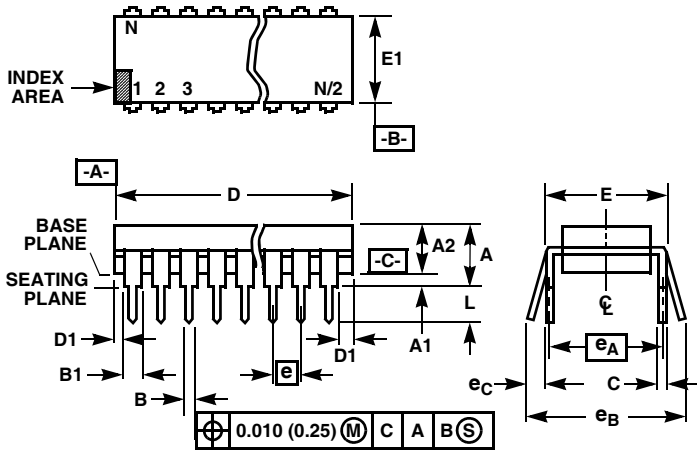 N
INDEX
AREA
1 2 3 N/2
E1
-B-
-A-
D
E
BASE
PLANE
A2
A
-C-
SEATING
PLANE
L
C
L
D1
A1
D1
e
eA
B1
B
eC
C
eB
0.010 (0.25) M C A B S